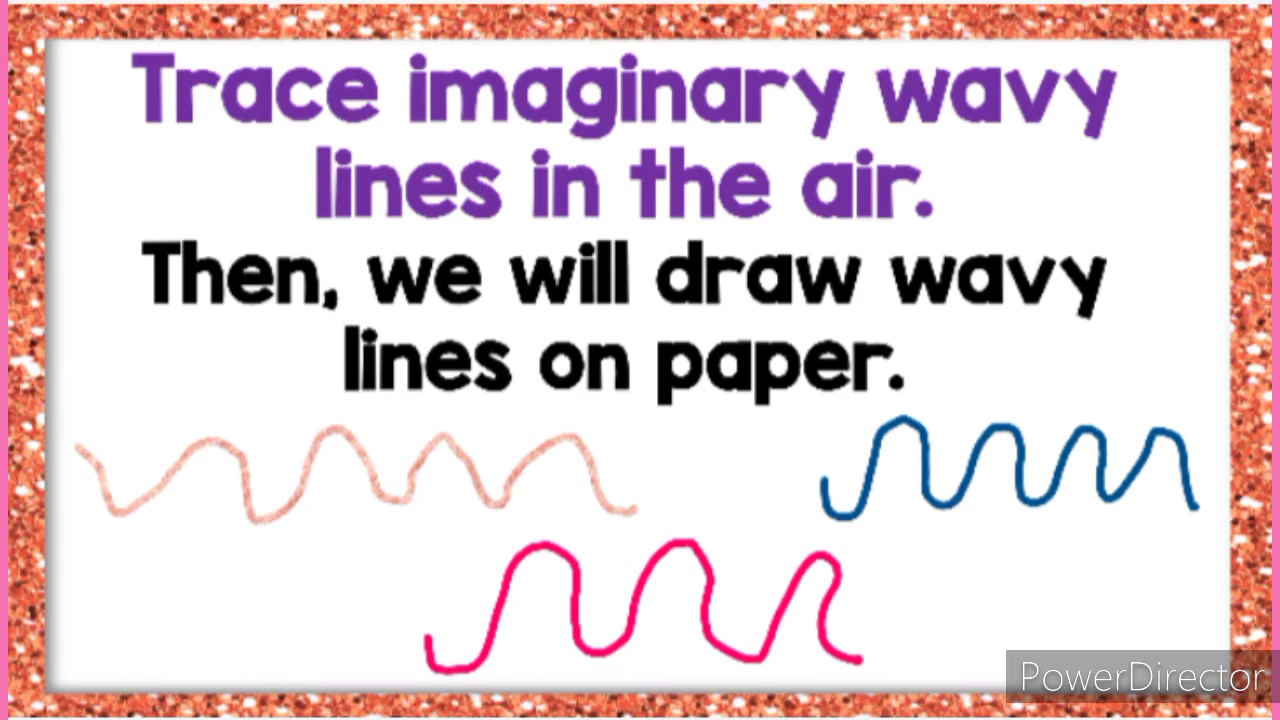 Trace imaginary wavy
lines in the air.
Then, we will draw wavy
lines on paper.
PowerDirector